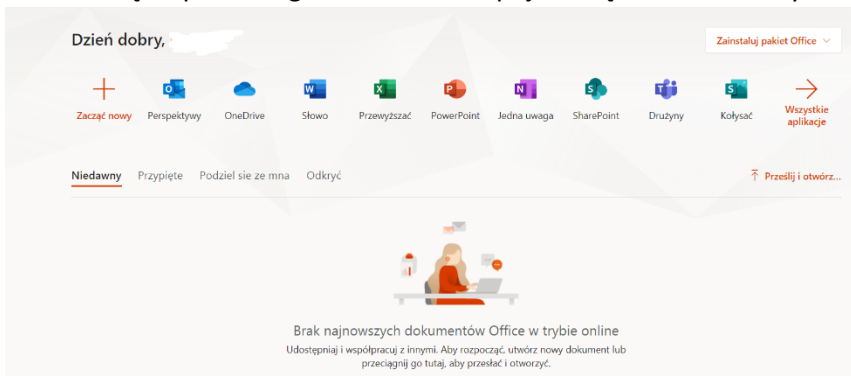 Dzień dobry,
Zainstaluj pakiet Office
Zacząć nowy
Perspektywy
OneDrive
Słowo
Przewyższać
PowerPoint
Jedna uwaga
SharePoint
Drużyny
Kołysać
Wszystkie
aplikacje
Niedawny Przypięte Podziel sie ze mna Odkryć
Prześlij i otwórz...
Brak najnowszych dokumentów Office w trybie online
Udostępniaj i współpracuj z innymi. Aby rozpocząć, utwórz nowy dokument lub
przeciągnij go tutaj, aby przesłać i otworzyć.